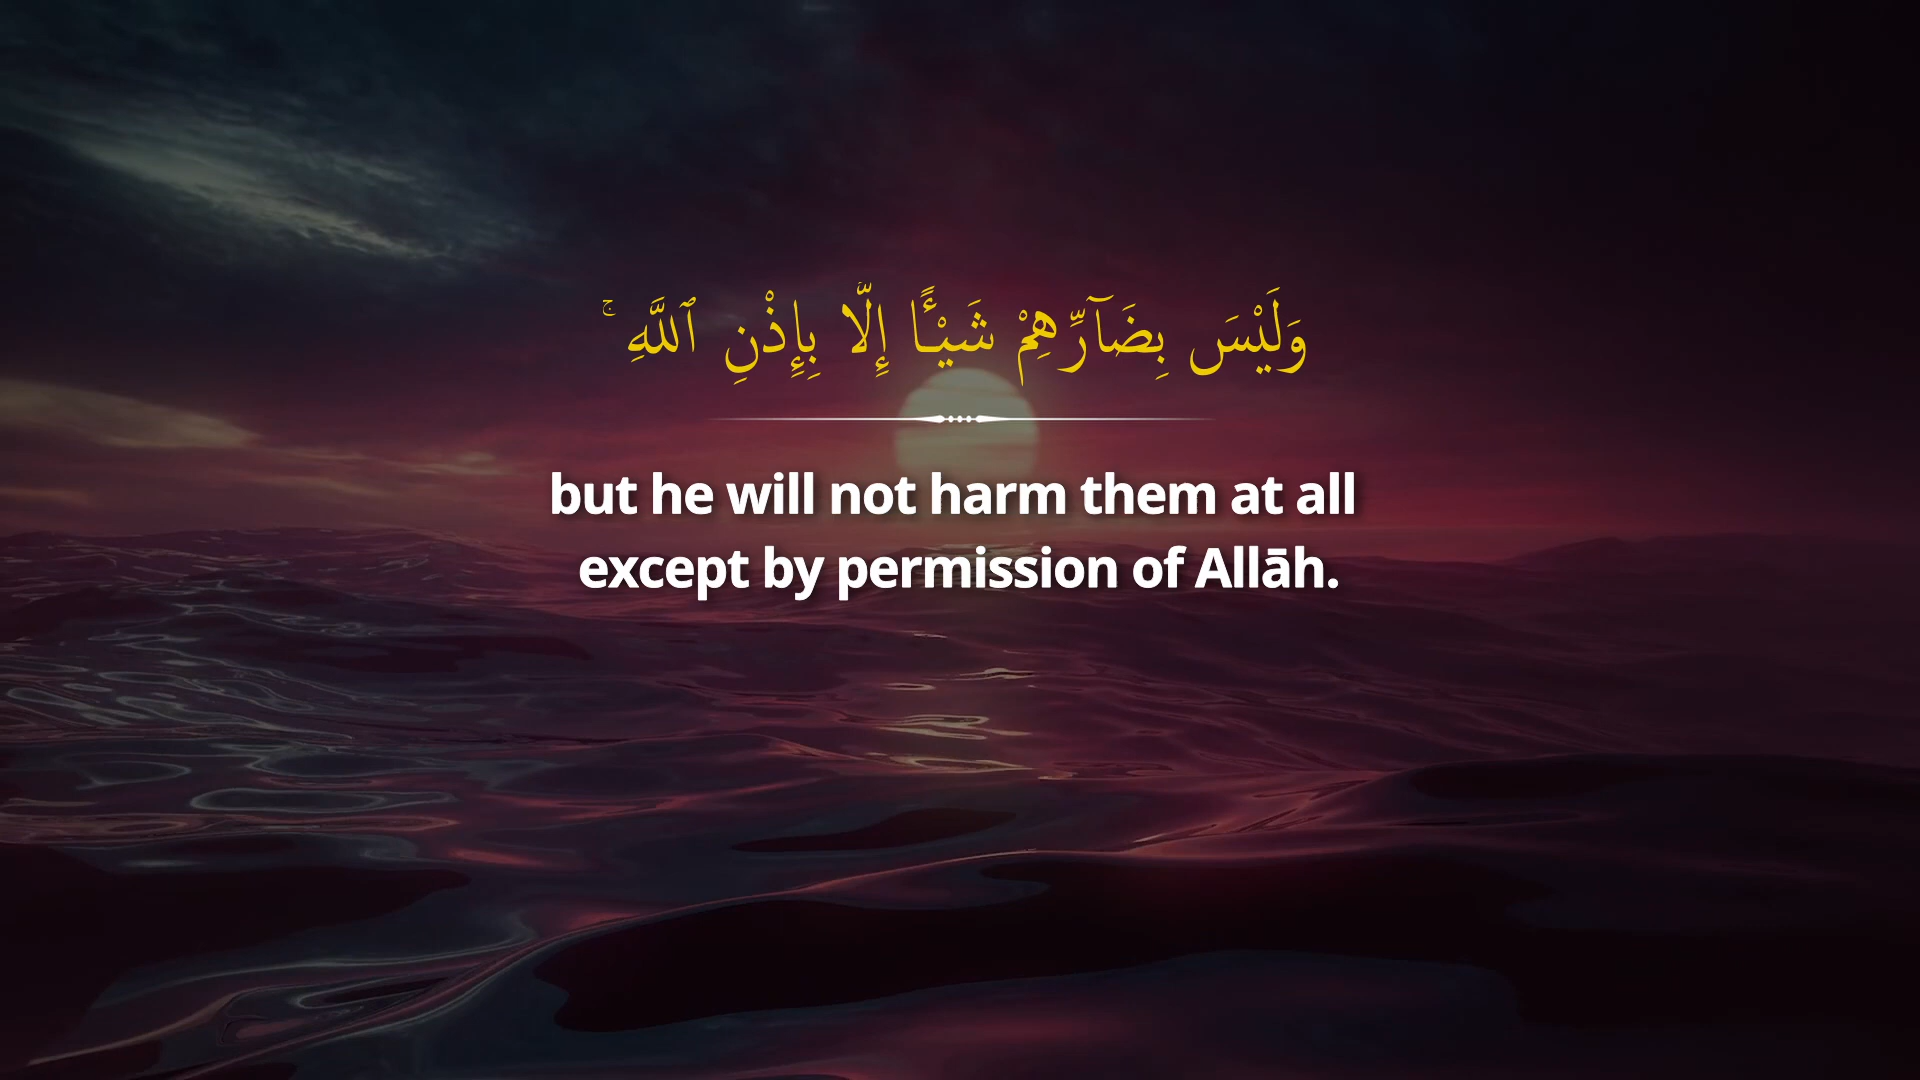 وَلَيْسَ بِضَآرِّهِمْ شَيْـًٔا إِلَّا بِإِذْنِ ٱللَّهِ ۚ
but he will not harm them at all
except by permission of Allāh.